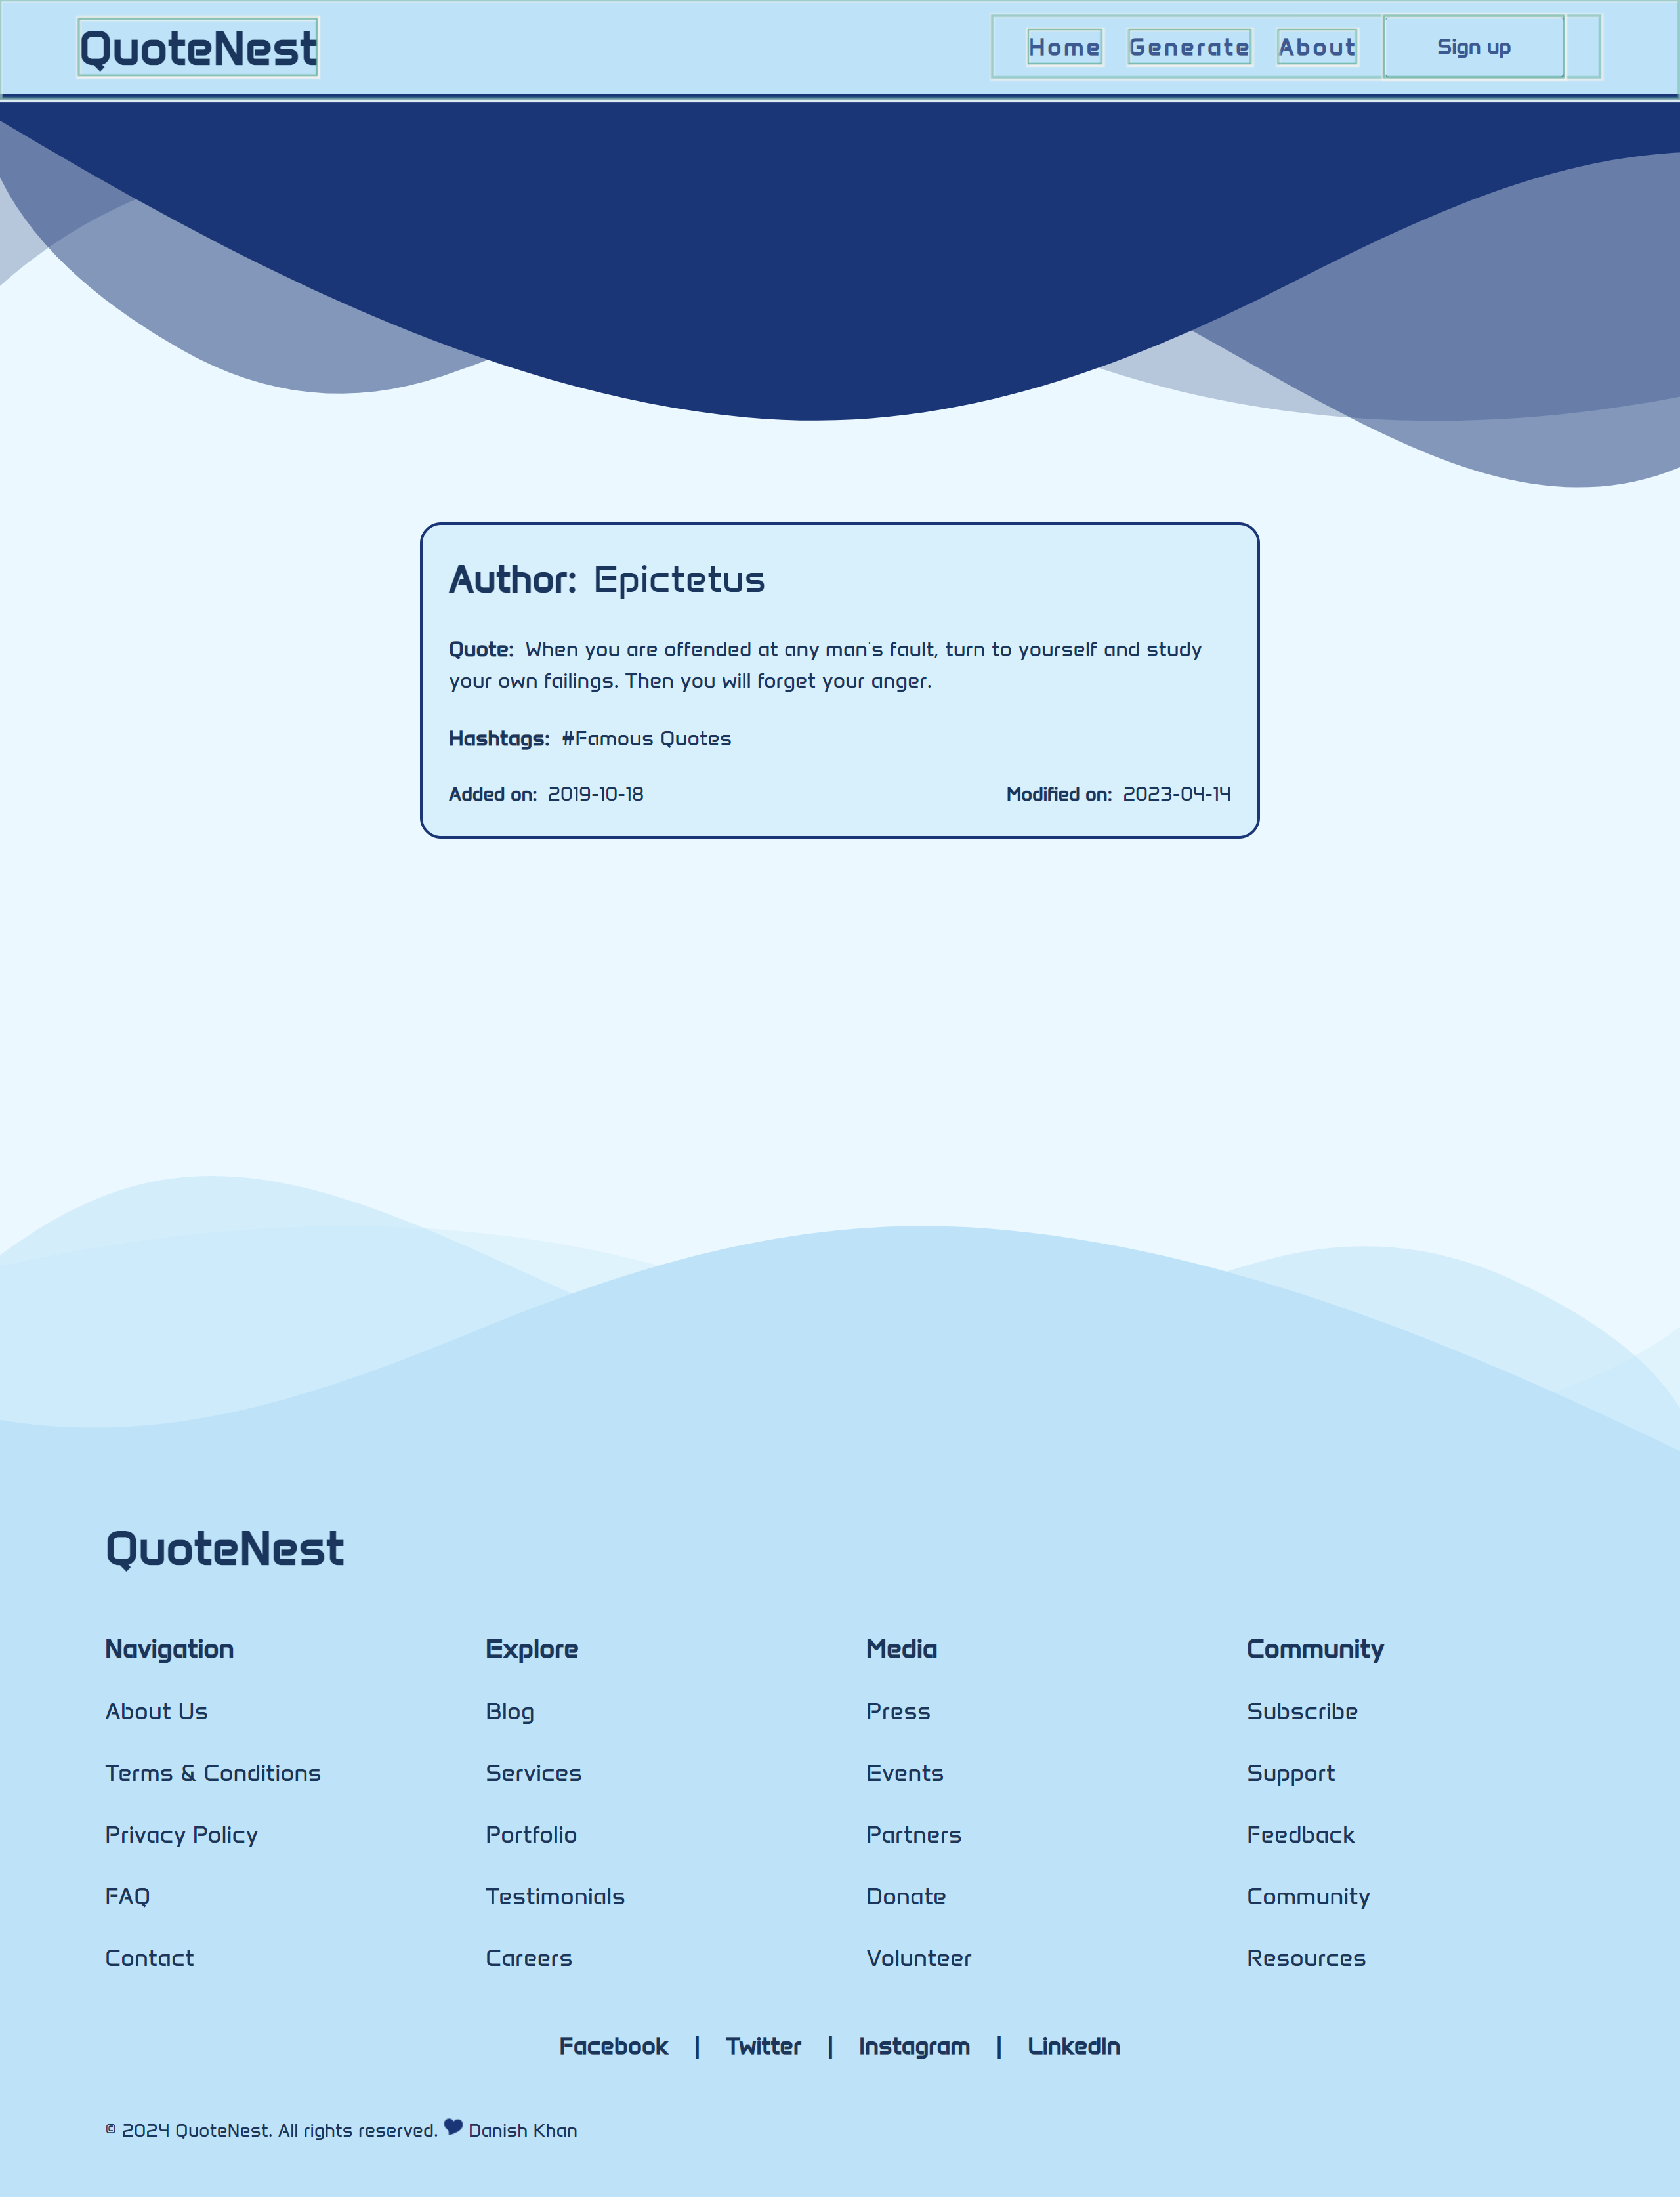 QuoteNest
Home Generate About Sign up
Author: Epictetus
Quote: When you are offended at any man's fault, turn to yourself and study
your own failings. Then you will forget your anger.
Hashtags: #Famous Quotes
Added on: 2019-10-18 Modified on: 2023-04-14
QuoteNest
Navigation Explore Media Community
About Us Blog Press Subscribe
Terms & Conditions Services Events Support
Privacy Policy Portfolio Partners Feedback
FAQ Testimonials Donate Community
Contact Careers Volunteer Resources
Facebook | Twitter | Instagram | LinkedIn
© 2024 QuoteNest. All rights reserved. Danish Khan